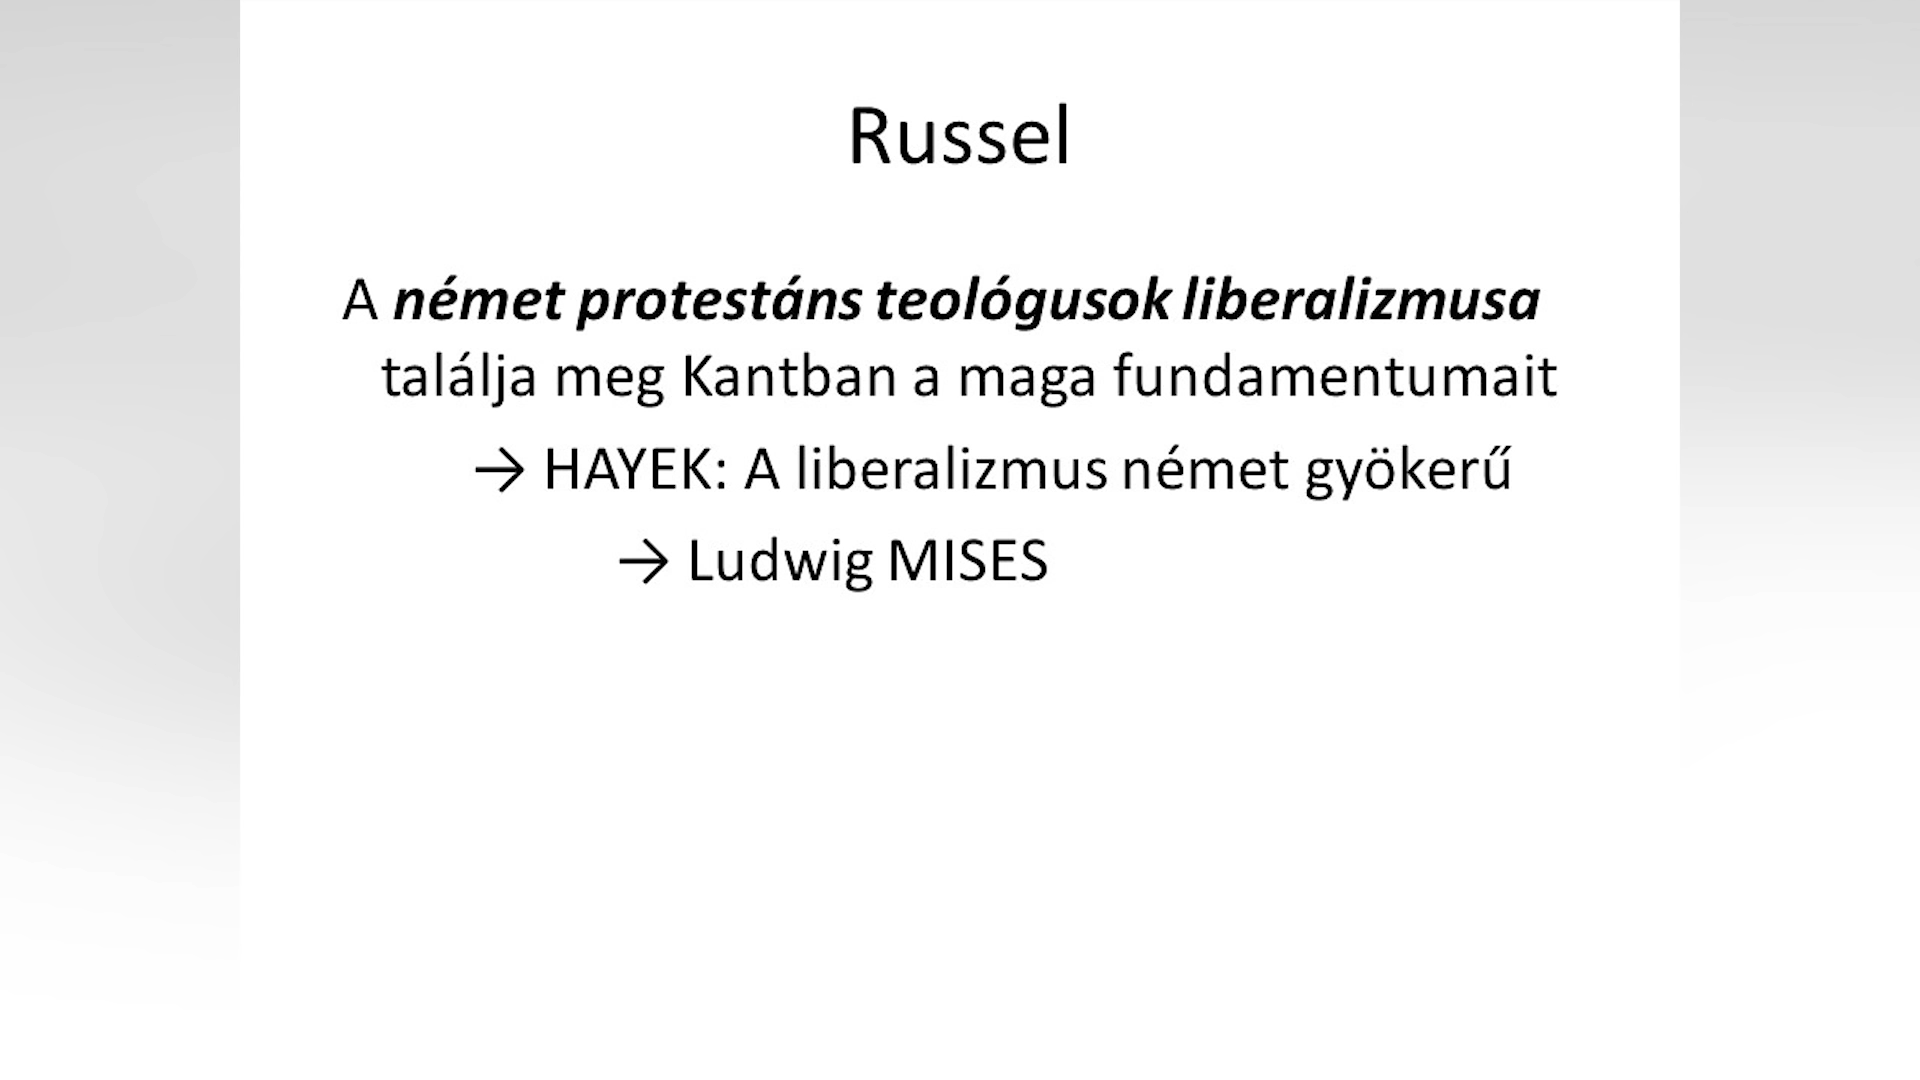 Russel
A német protestáns teológusok liberalizmusa
találja meg Kantban a maga fundamentumait
→ HAYEK: A liberalizmus német gyökerű
→ Ludwig MISES